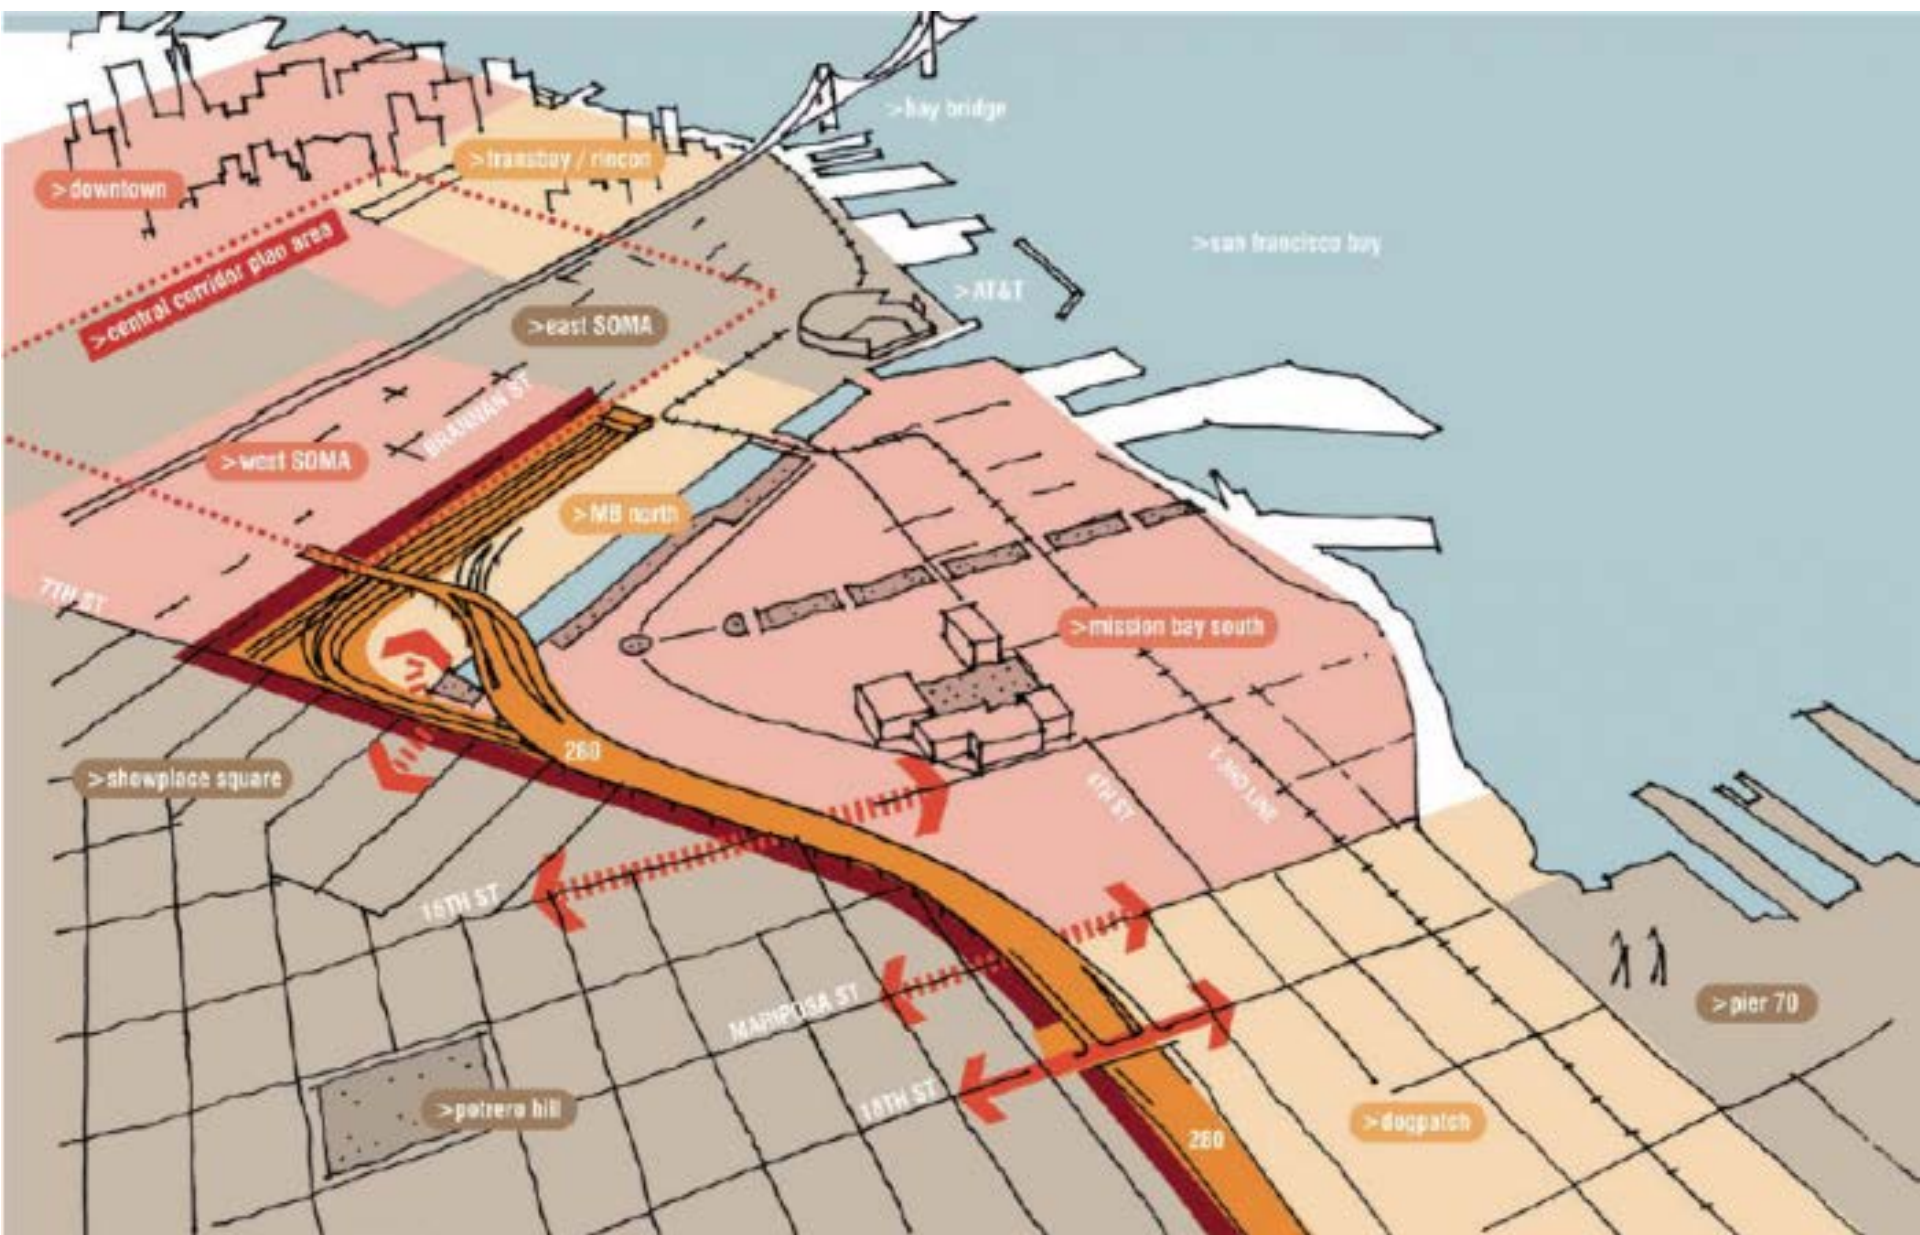 >bay bridge
>transbay / rincon
>downtown
>central corridor plan area
>san francisco bay
>AT&T
>east SOMA
BRANNAN ST
>west SOMA
>MB north
7TH ST
>mission bay south
280
>showplace square
4TH ST
16TH ST
MARIPOSA ST
>pier 70
18TH ST
>potrero hill
>dogpatch
280